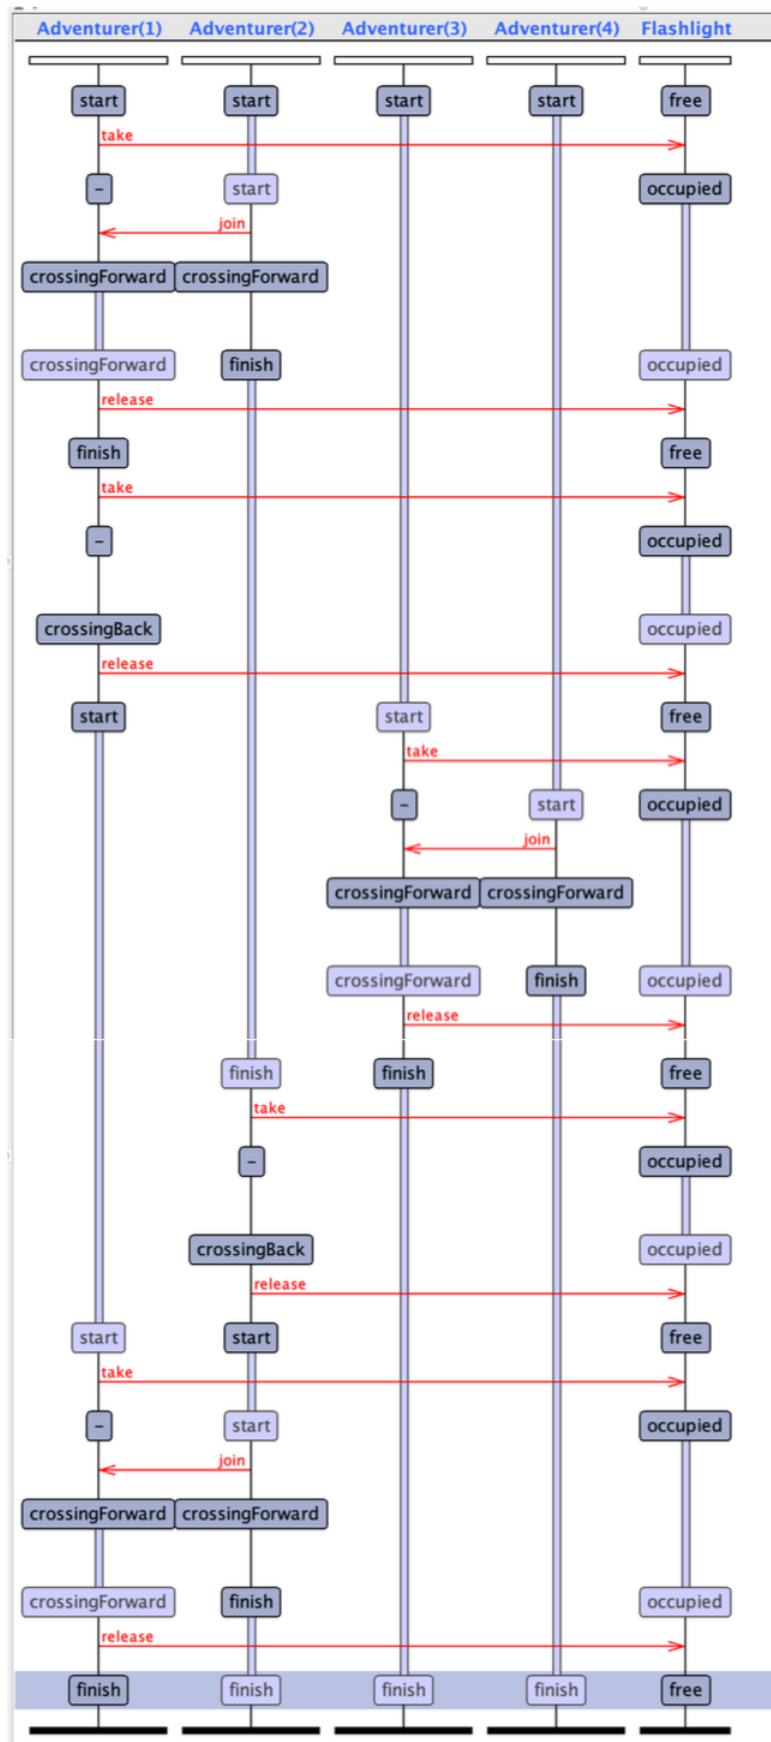 Adventurer(1) Adventurer(2) Adventurer(3) Adventurer(4) Flashlight
start start start start free
take
- start occupied
join
crossingForward crossingForward
crossingForward finish occupied
release
finish free
take
- occupied
crossingBack occupied
release
start start free
take
- start occupied
join
crossingForward crossingForward
crossingForward finish occupied
release
finish finish free
take
- occupied
crossingBack occupied
release
start start free
take
- start occupied
join
crossingForward crossingForward
crossingForward finish occupied
release
finish finish finish finish free